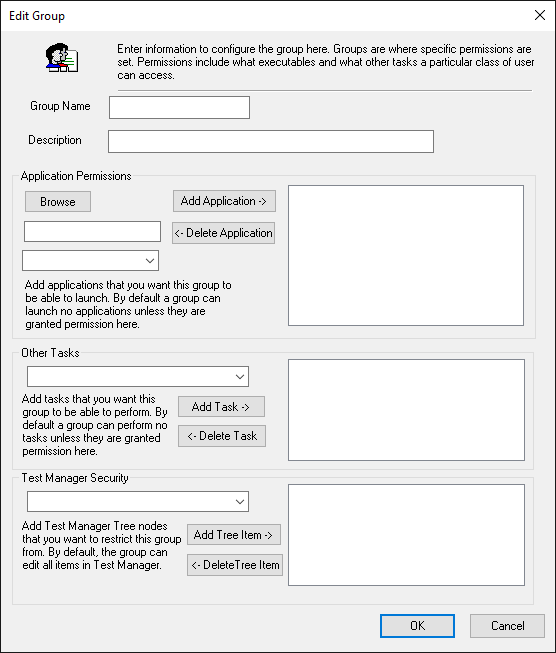 Edit Group
Enter information to configure the group here. Groups are where specific permissions are
set. Permissions include what executables and what other tasks a particular class of user
can access.
Group Name
Description
Application Permissions
Browse
Add Application ->
<- Delete Application
Add applications that you want this group to
be able to launch. By default a group can
launch no applications unless they are
granted permission here.
Other Tasks
Add tasks that you want this
group to be able to perform. By
default a group can perform no
tasks unless they are granted
permission here.
Add Task ->
<- Delete Task
Test Manager Security
Add Test Manager Tree nodes
that you want to restrict this group
from. By default, the group can
edit all items in Test Manager.
Add Tree Item ->
<- DeleteTree Item
OK
Cancel